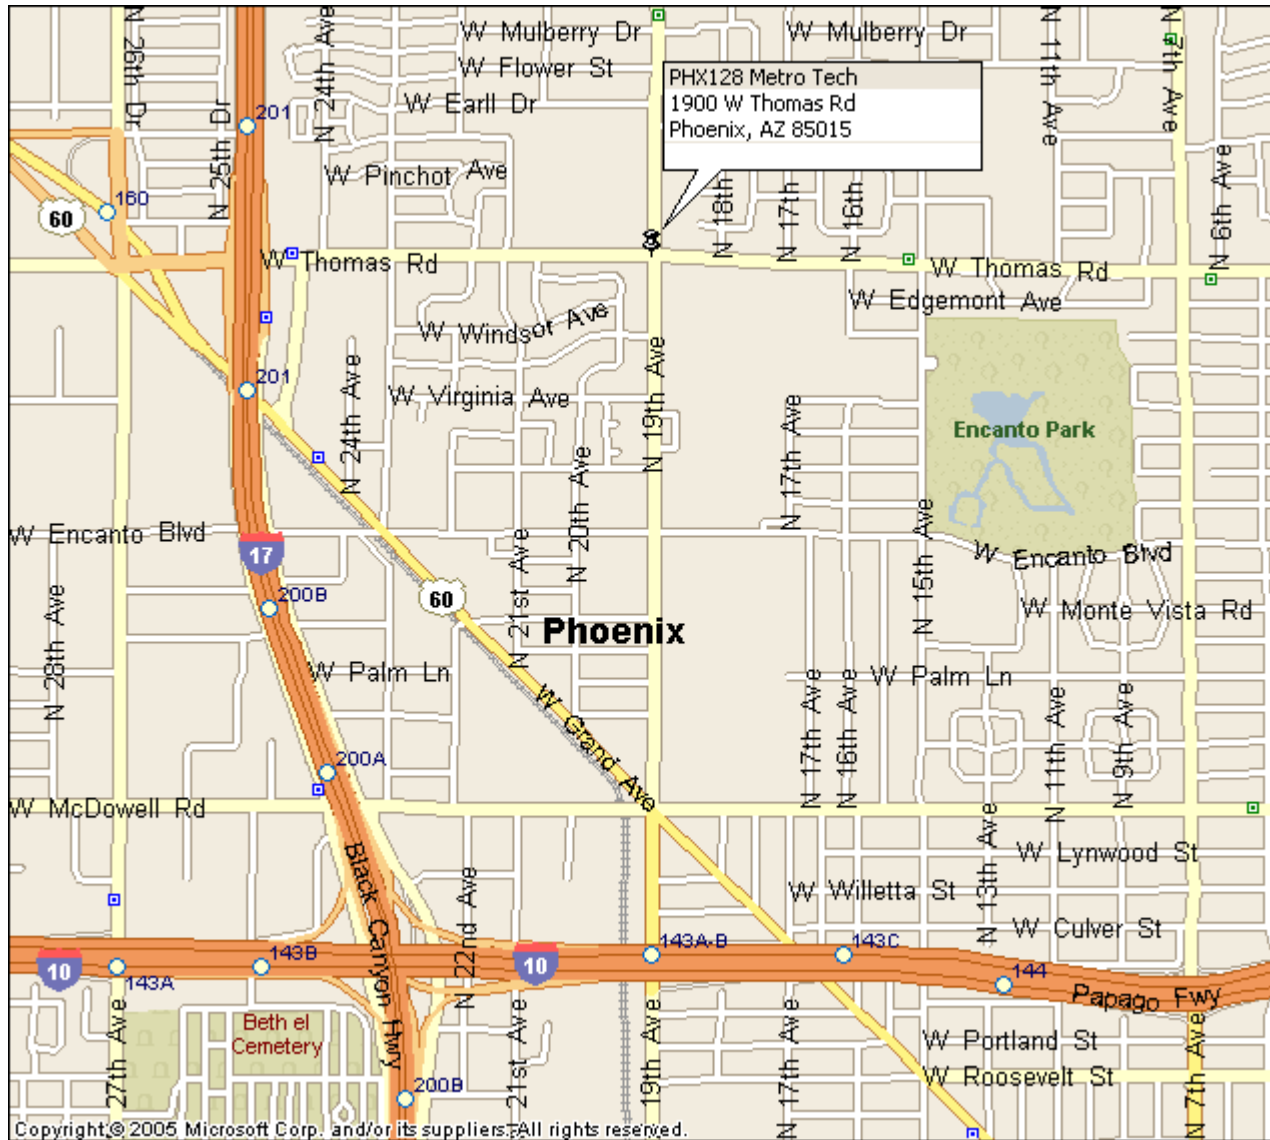 N 26th Dr
N 25th Dr
N 24th Ave
W Mulberry Dr
W Flower St
W Earll Dr
W Mulberry Dr
N 11th Ave
N 7th Ave
PHX128 Metro Tech
1900 W Thomas Rd
Phoenix, AZ 85015
201
W Pinchot Ave
160
60
N 18th
N 17th
N 16th
N 6th Ave
W Thomas Rd
W Thomas Rd
W Edgemont Ave
W Windsor Ave
N 19th Ave
201
N 24th Ave
W Virginia Ave
N 17th Ave
Encanto Park
N 20th Ave
W Encanto Blvd
17
N 21st Ave
N 15th Ave
W Encanto Blvd
200B
60
N 28th Ave
Phoenix
W Monte Vista Rd
W Palm Ln
W Palm Ln
W Grand Ave
N 17th Ave
N 16th Ave
N 11th Ave
N 9th Ave
200A
W McDowell Rd
Black Canyon Hwy
N 22nd Ave
N 13th Ave
W Lynwood St
W Willetta St
W Culver St
10
143A
143B
10
143A-B
143C
144
Papago Fwy
27th Ave
Beth el
Cemetery
200B
21st Ave
19th Ave
N 17th Ave
W Portland St
W Roosevelt St
N 7th Ave
Copyright © 2005 Microsoft Corp. and/or its suppliers. All rights reserved.